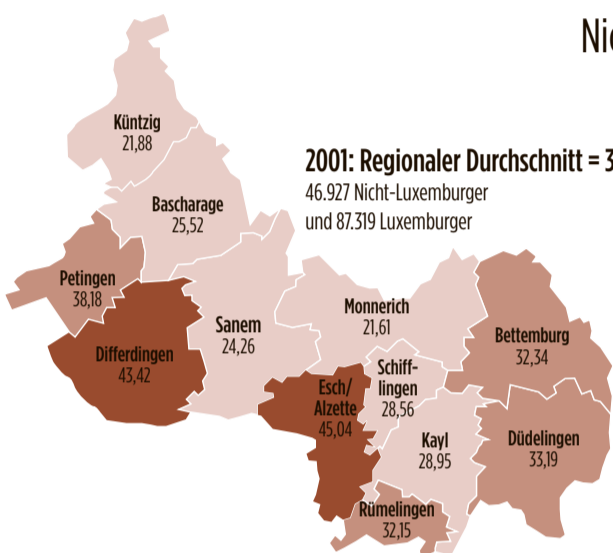 Nic
2001: Regionaler Durchschnitt = 3
46.927 Nicht-Luxemburger
und 87.319 Luxemburger
Küntzig
21,88
Bascharage
25,52
Petingen
38,18
Differdingen
43,42
Sanem
24,26
Monnerich
21,61
Bettemburg
32,34
Esch/
Alzette
45,04
Schiff-
lingen
28,56
Kayl
28,95
Düdelingen
33,19
Rümelingen
32,15